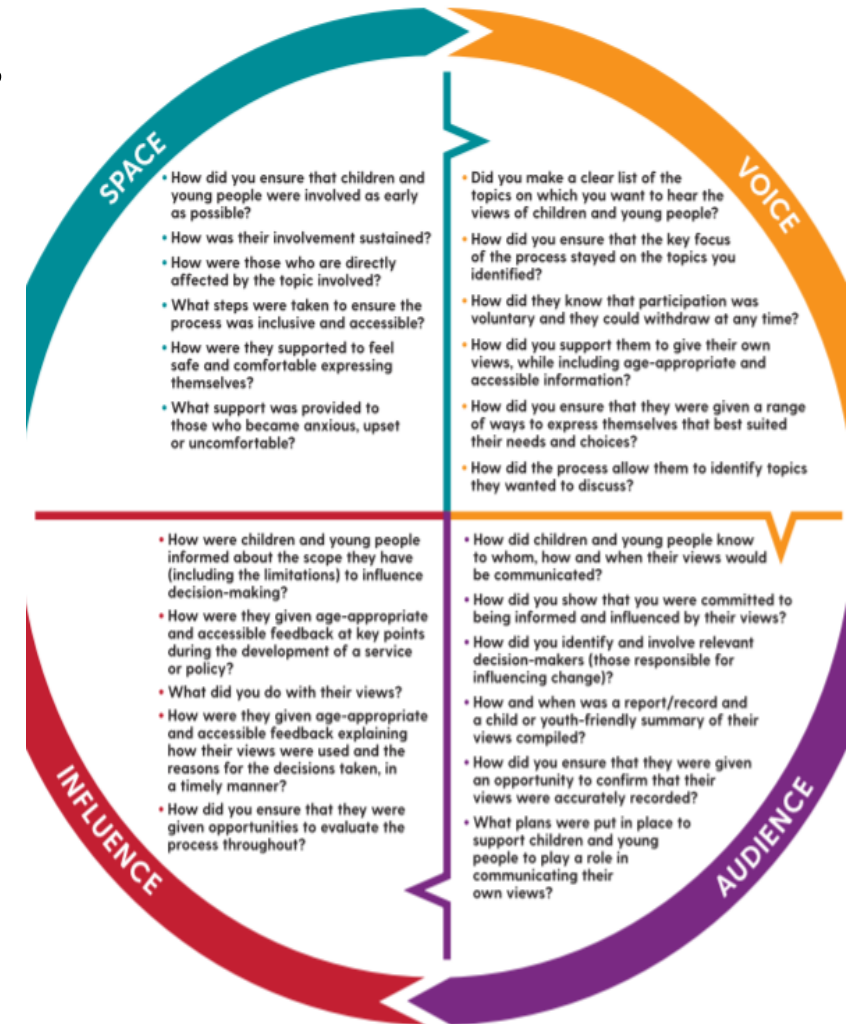 SPACE
• How did you ensure that children and
young people were involved as early
as possible?
• How was their involvement sustained?
• How were those who are directly
affected by the topic involved?
• What steps were taken to ensure the
process was inclusive and accessible?
• How were they supported to feel
safe and comfortable expressing
themselves?
• What support was provided to
those who became anxious, upset
or uncomfortable?
VOICE
• Did you make a clear list of the
topics on which you want to hear the
views of children and young people?
• How did you ensure that the key focus
of the process stayed on the topics you
identified?
• How did they know that participation was
voluntary and they could withdraw at any time?
• How did you support them to give their own
views, while including age-appropriate and
accessible information?
• How did you ensure that they were given a range
of ways to express themselves that best suited
their needs and choices?
• How did the process allow them to identify topics
they wanted to discuss?
INFLUENCE
• How were children and young people
informed about the scope they have
(including the limitations) to influence
decision-making?
• How were they given age-appropriate
and accessible feedback at key points
during the development of a service
or policy?
• What did you do with their views?
• How were they given age-appropriate
and accessible feedback explaining
how their views were used and the
reasons for the decisions taken, in
a timely manner?
• How did you ensure that they were
given opportunities to evaluate the
process throughout?
AUDIENCE
• How did children and young people know
to whom, how and when their views would
be communicated?
• How did you show that you were committed to
being informed and influenced by their views?
• How did you identify and involve relevant
decision-makers (those responsible for
influencing change)?
• How and when was a report/record and
a child or youth-friendly summary of their
views compiled?
• How did you ensure that they were given
an opportunity to confirm that their
views were accurately recorded?
• What plans were put in place to
support children and young
people to play a role in
communicating their
own views?